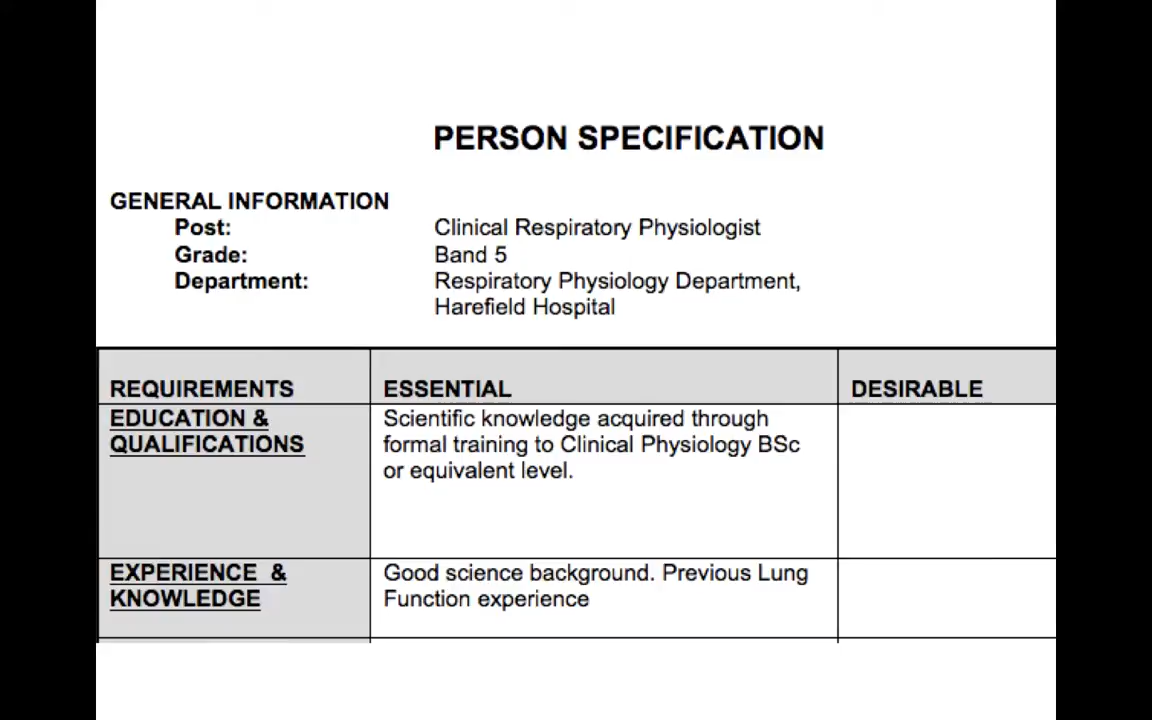 PERSON SPECIFICATION
GENERAL INFORMATION
Post: Clinical Respiratory Physiologist
Grade: Band 5
Department: Respiratory Physiology Department,
Harefield Hospital
REQUIREMENTS ESSENTIAL DESIRABLE
EDUCATION & Scientific knowledge acquired through
QUALIFICATIONS formal training to Clinical Physiology BSc
or equivalent level.
EXPERIENCE & Good science background. Previous Lung
KNOWLEDGE Function experience